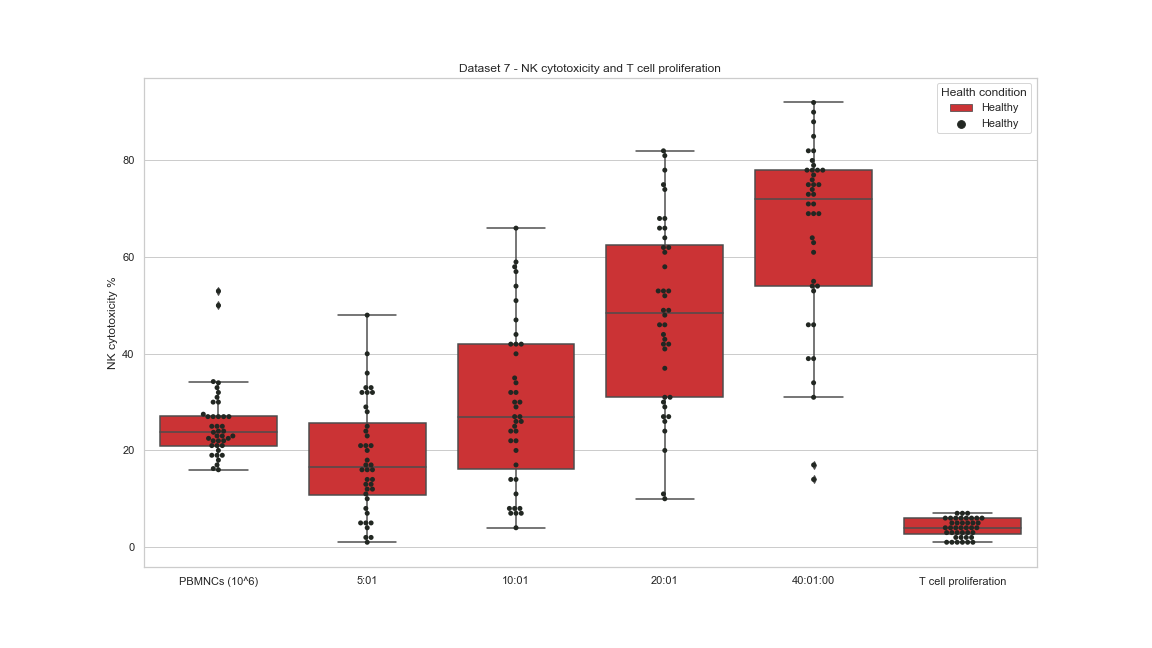 Dataset 7 - NK cytotoxicity and T cell proliferation
Health condition
Healthy
Healthy
NK cytotoxicity %
80
60
40
20
0
PBMNCs (10^6)
5:01
10:01
20:01
40:01:00
T cell proliferation